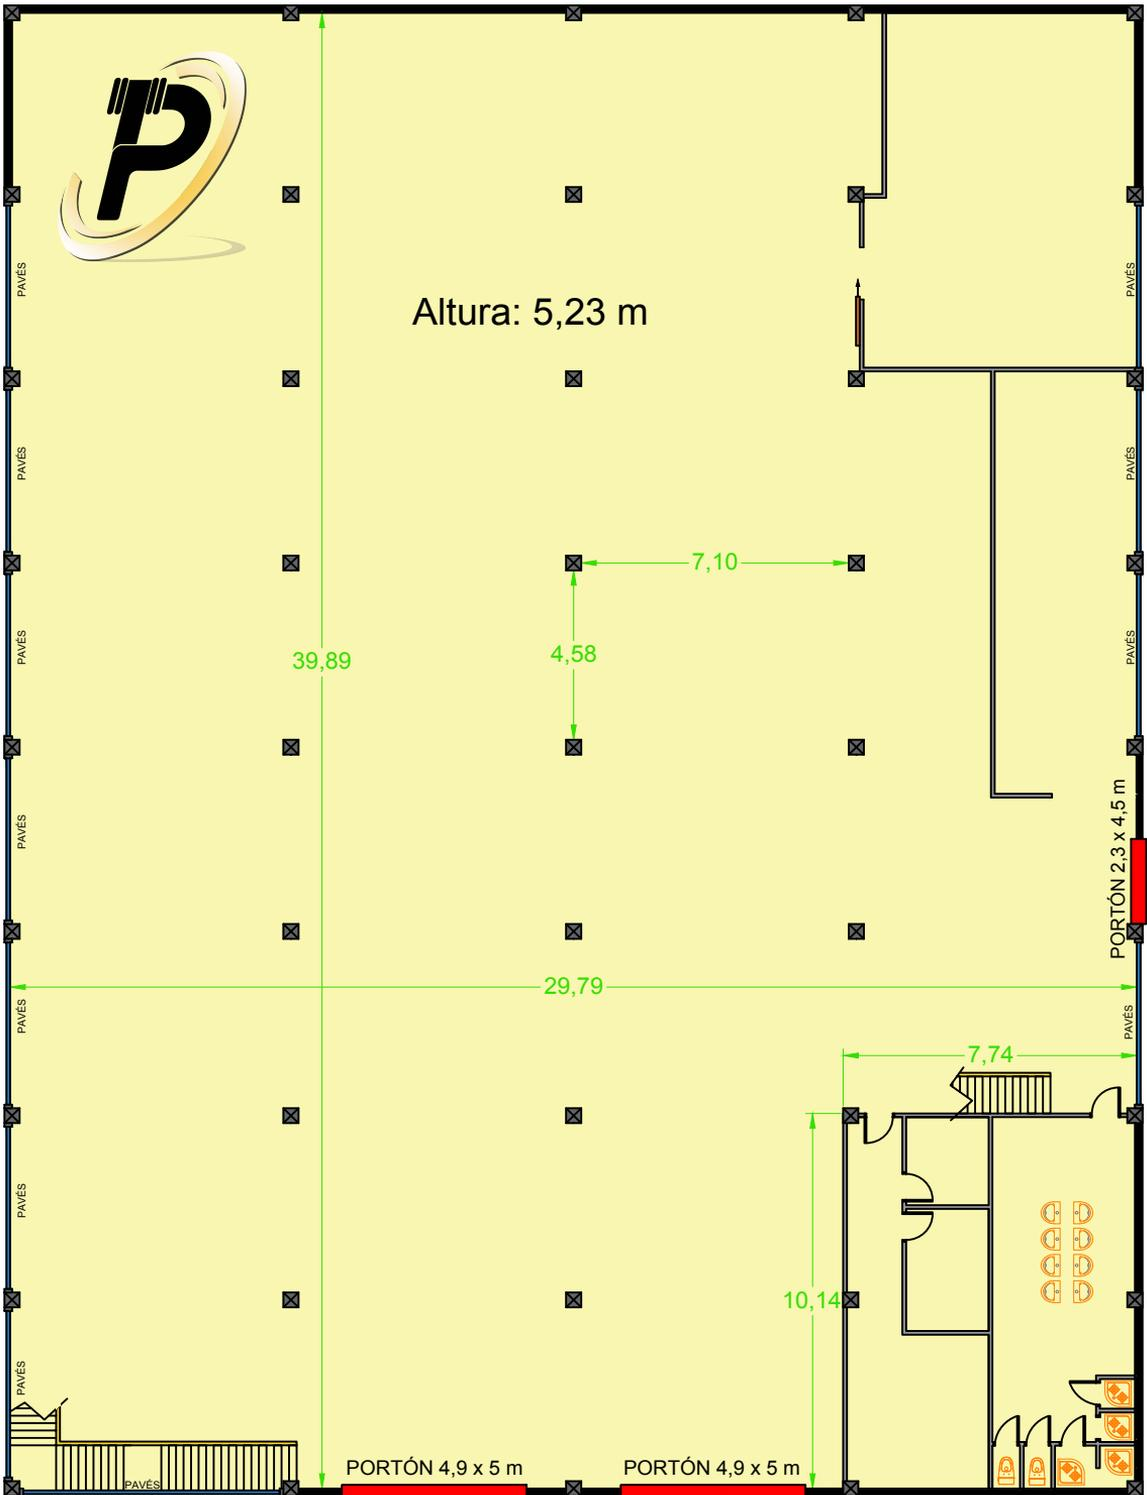 P
PAVÉS
PAVÉS
Altura: 5,23 m
PAVÉS
PAVÉS
7,10
39,89
4,58
PAVÉS
PAVÉS
PAVÉS
PORTÓN 2,3 x 4,5 m
29,79
PAVÉS
PAVÉS
7,74
PAVÉS
10,14
PAVÉS
PAVÉS
PORTÓN 4,9 x 5 m
PORTÓN 4,9 x 5 m